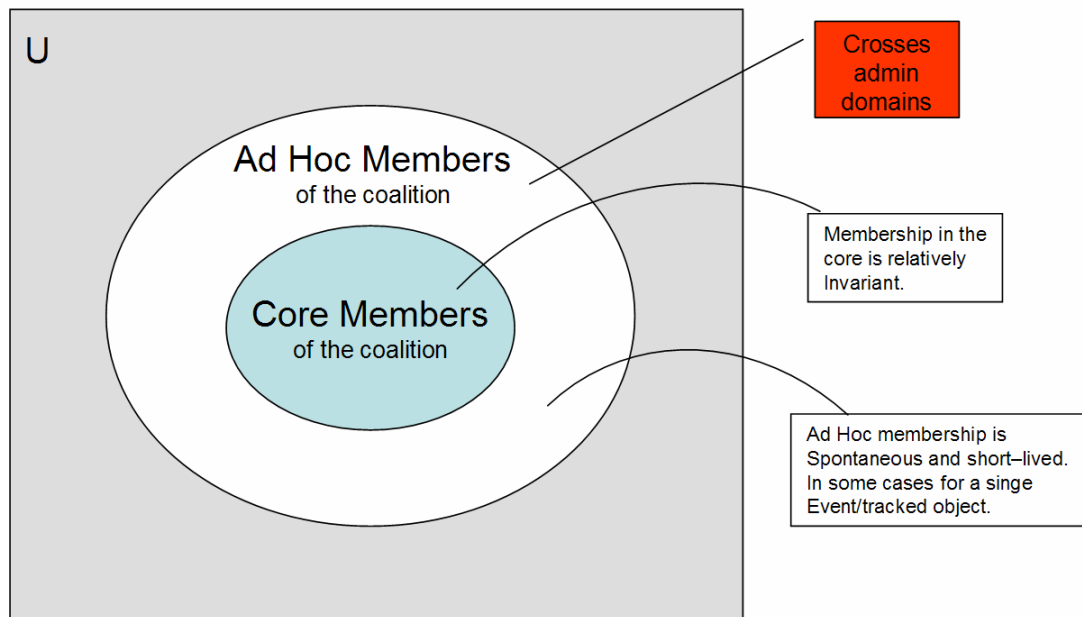 U
Crosses
admin
domains
Ad Hoc Members
of the coalition
Membership in the
core is relatively
Invariant.
Core Members
of the coalition
Ad Hoc membership is
Spontaneous and short–lived.
In some cases for a singe
Event/tracked object.